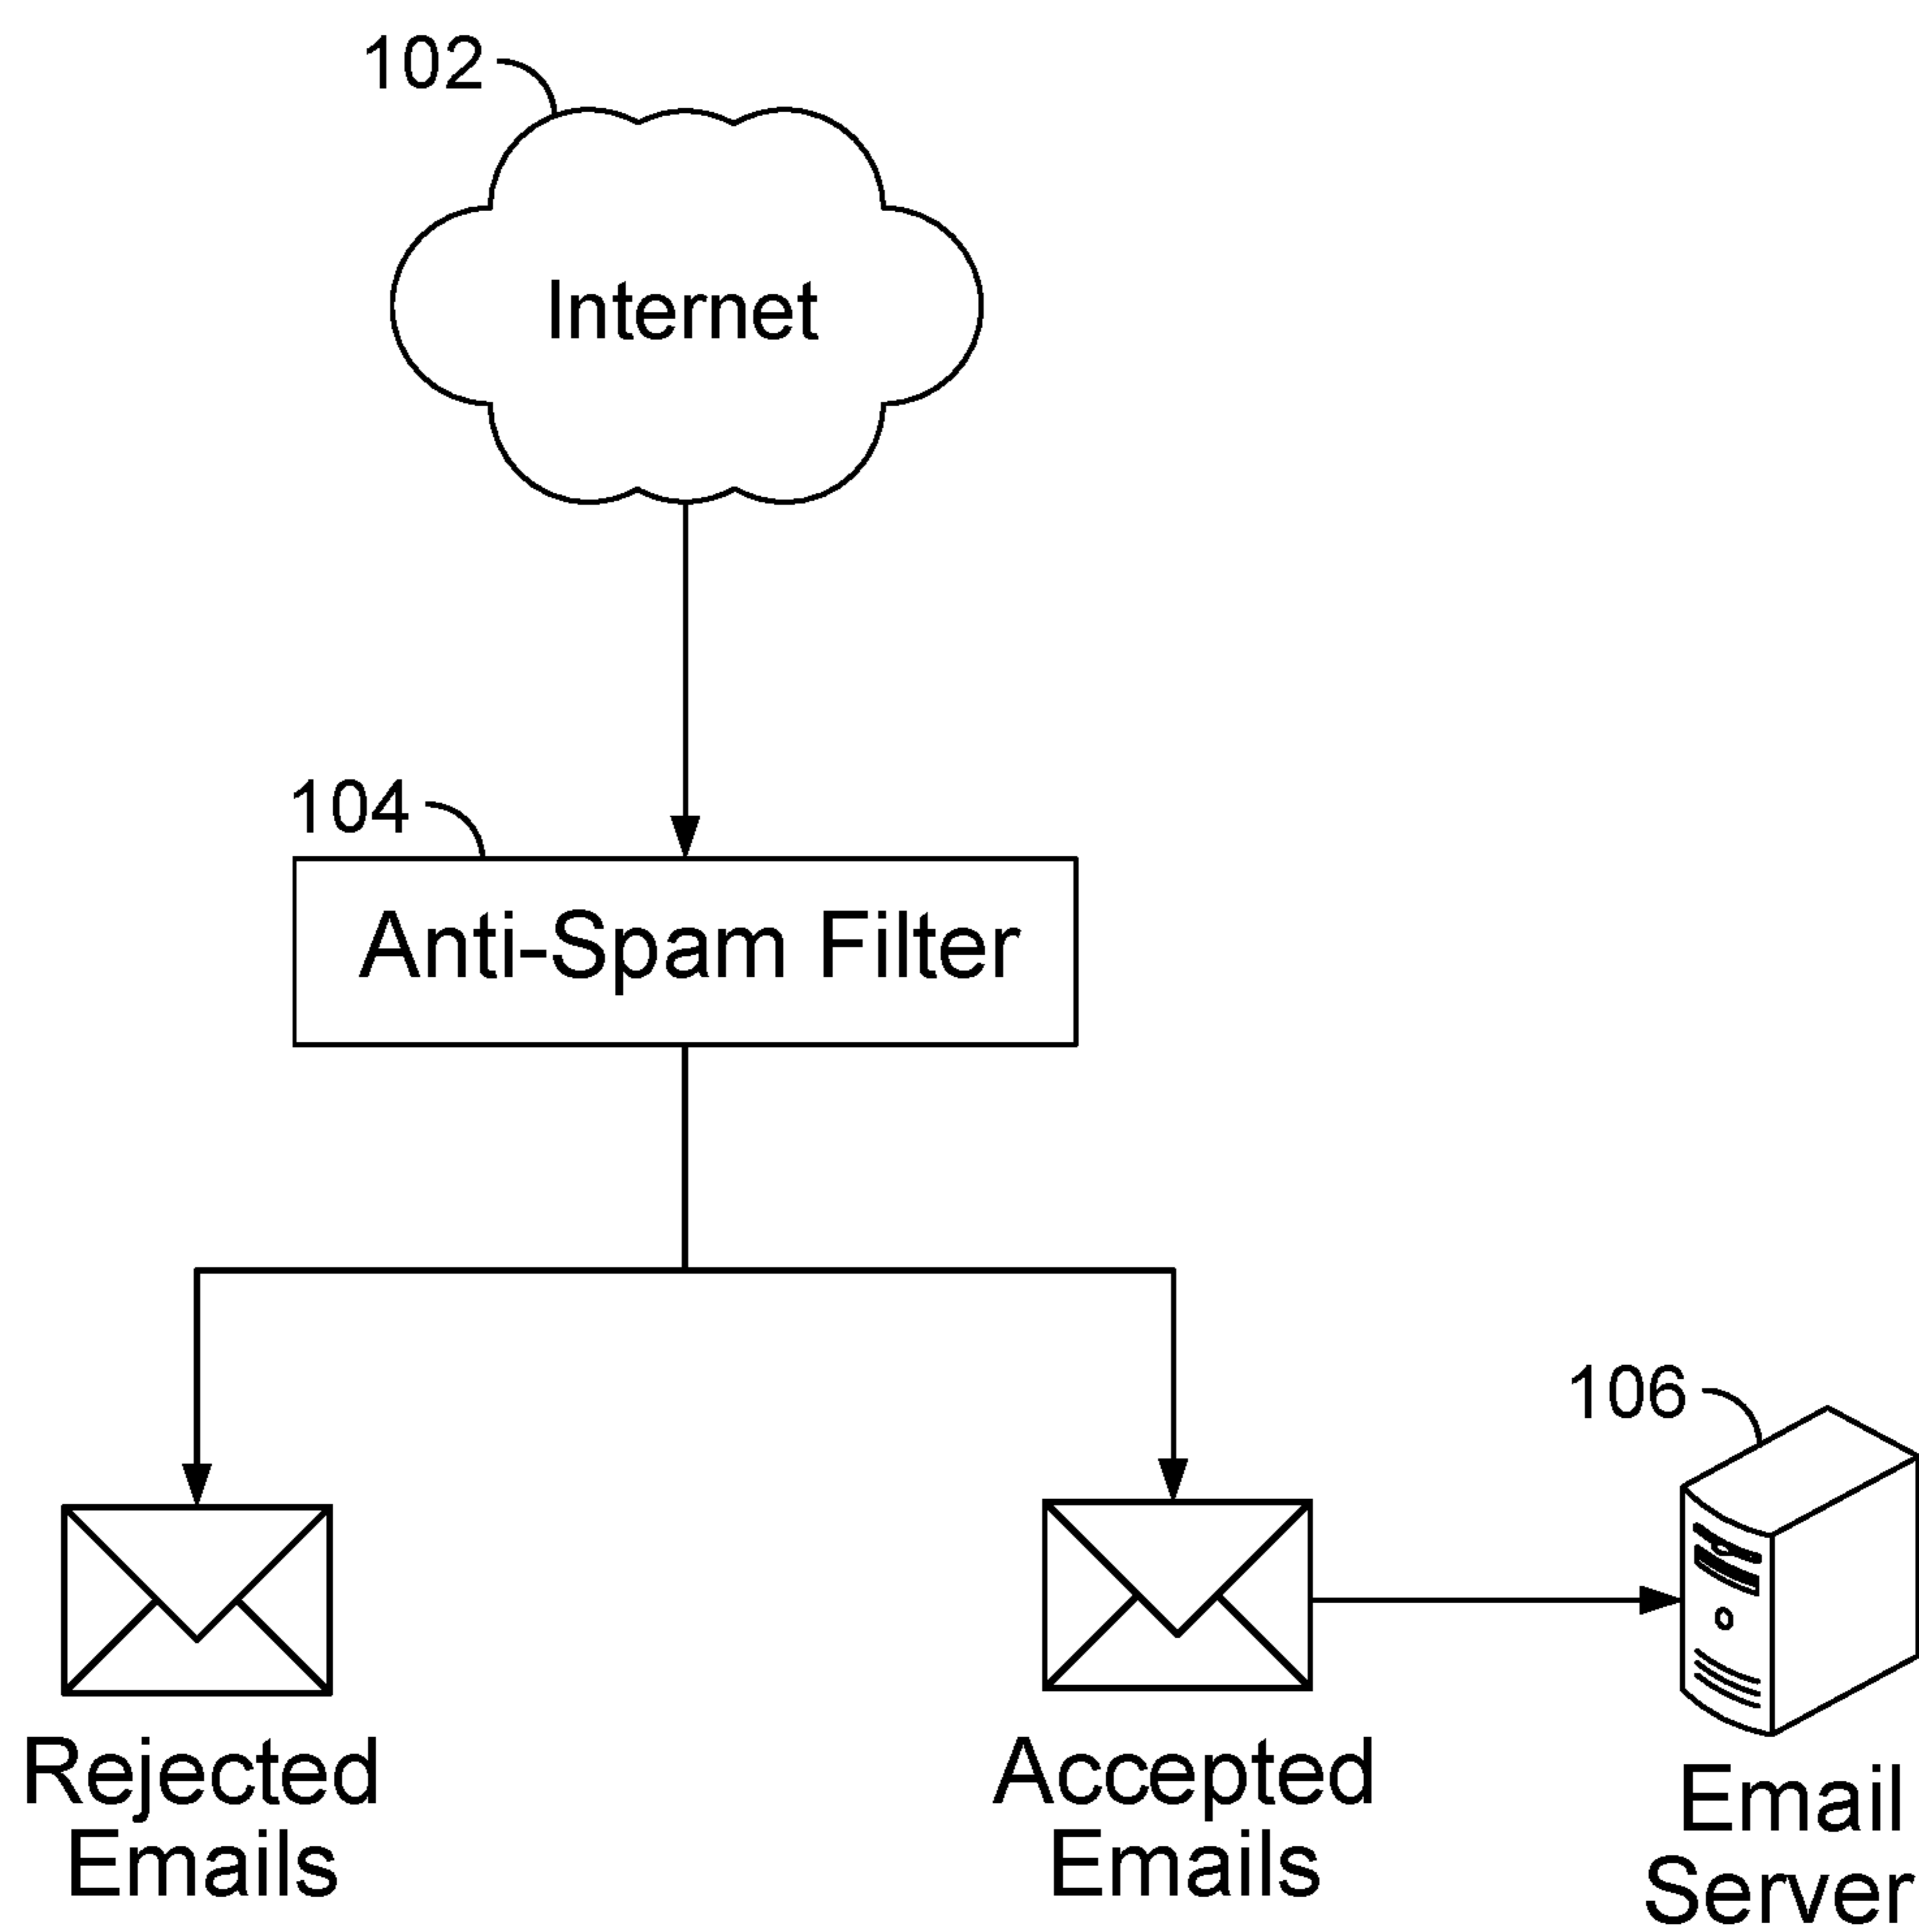 102
Internet
104
Anti-Spam Filter
106
Rejected
Emails
Accepted
Emails
Email
Server